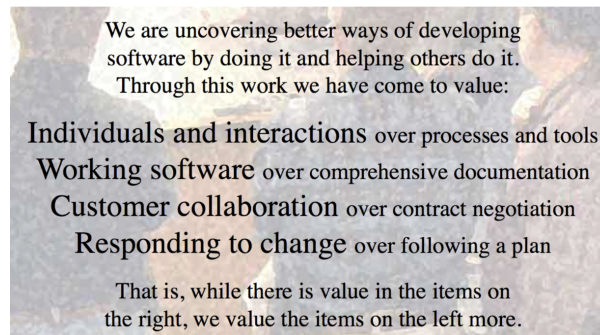 We are uncovering better ways of developing
software by doing it and helping others do it.
Through this work we have come to value:
Individuals and interactions over processes and tools
Working software over comprehensive documentation
Customer collaboration over contract negotiation
Responding to change over following a plan
That is, while there is value in the items on
the right, we value the items on the left more.